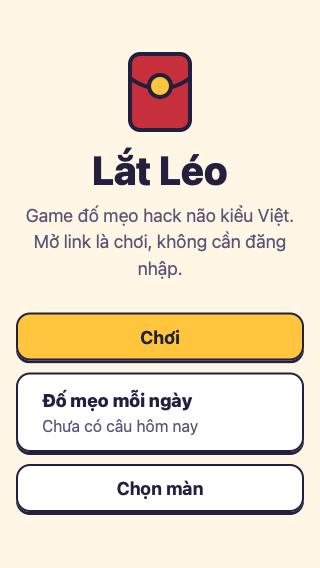 Lắt Léo
Game đố mẹo hack não kiểu Việt.
Mở link là chơi, không cần đăng
nhập.
Chơi
Đố mẹo mỗi ngày
Chưa có câu hôm nay
Chọn màn